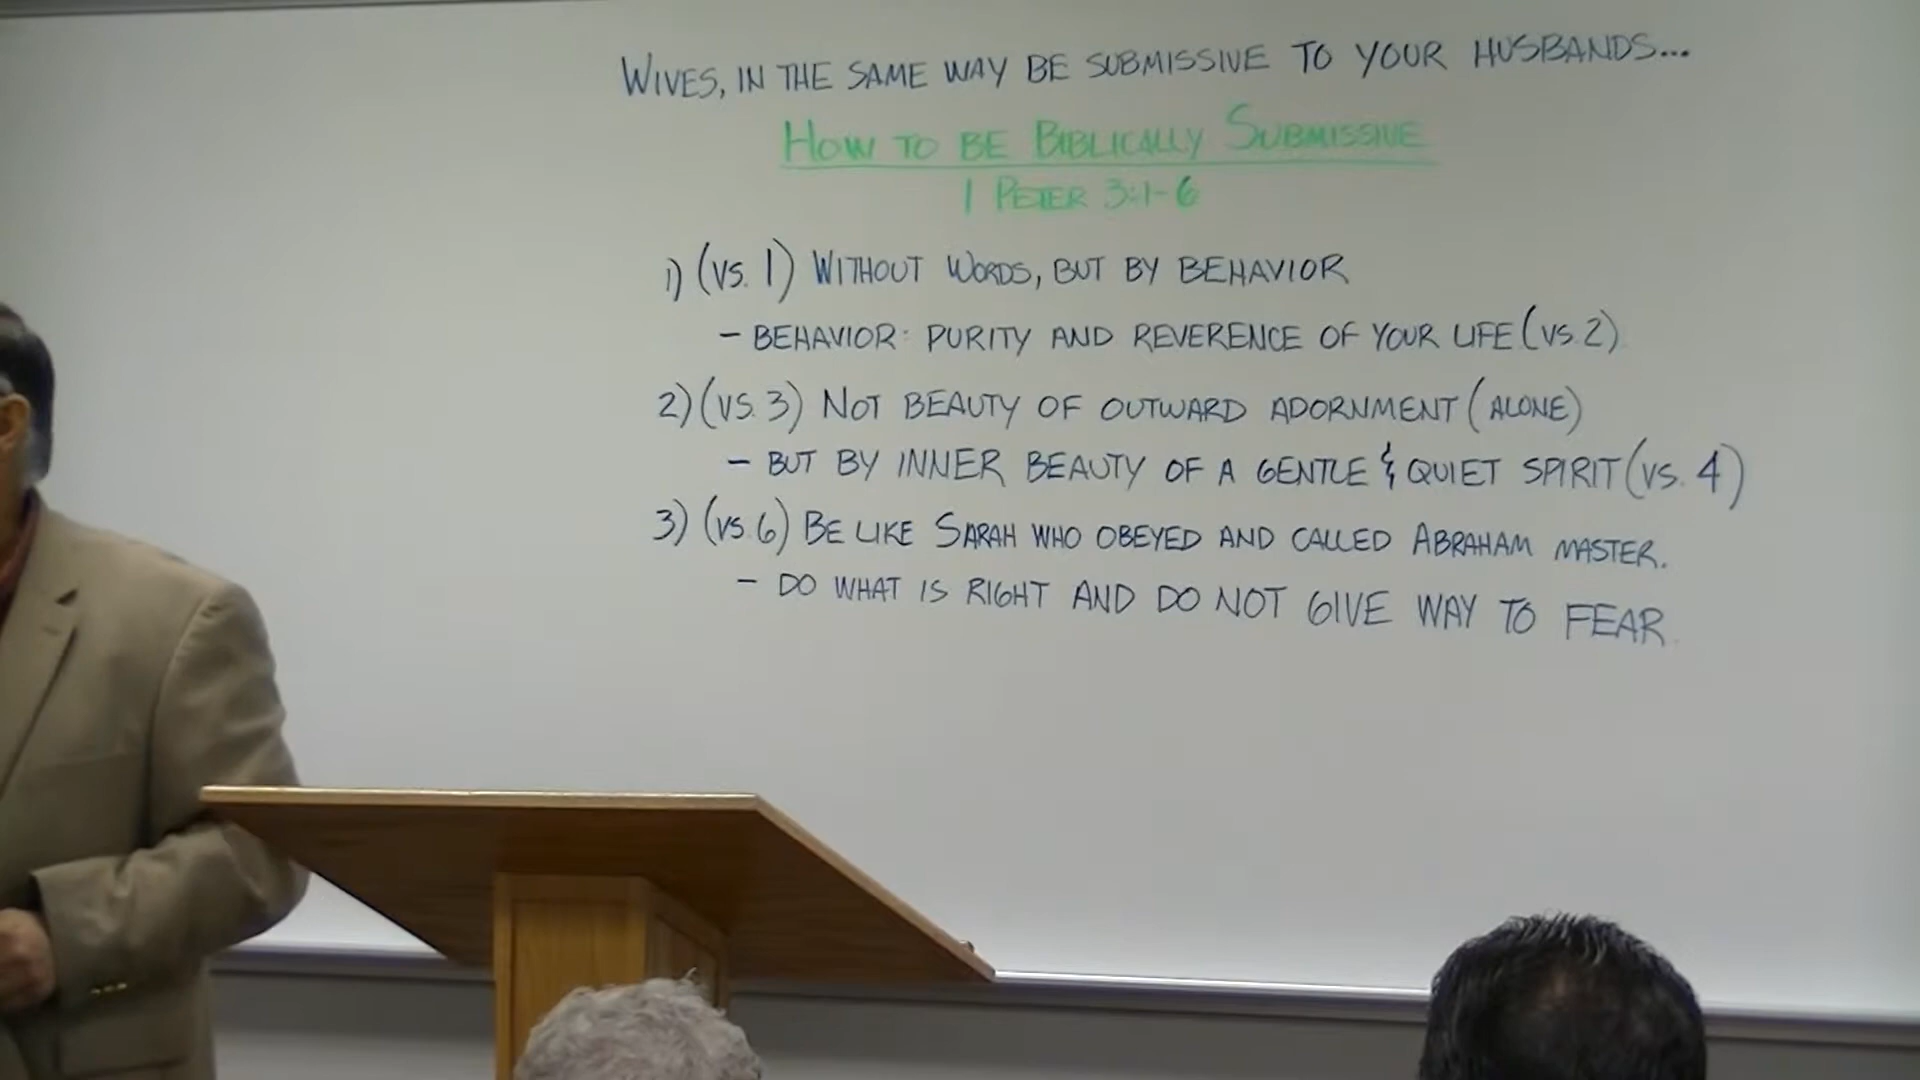 WIVES, IN THE SAME WAY BE SUBMISSIVE TO YOUR HUSBANDS...
HOW TO BE BIBLICALLY SUBMISSIVE
1 PETER 3:1-6
1) (VS. 1) WITHOUT WORDS, BUT BY BEHAVIOR
- BEHAVIOR: PURITY AND REVERENCE OF YOUR LIFE (VS. 2)
2) (VS. 3) NOT BEAUTY OF OUTWARD ADORNMENT (ALONE)
- BUT BY INNER BEAUTY OF A GENTLE & QUIET SPIRIT (VS. 4)
3) (VS. 6) BE LIKE SARAH WHO OBEYED AND CALLED ABRAHAM MASTER.
- DO WHAT IS RIGHT AND DO NOT GIVE WAY TO FEAR.